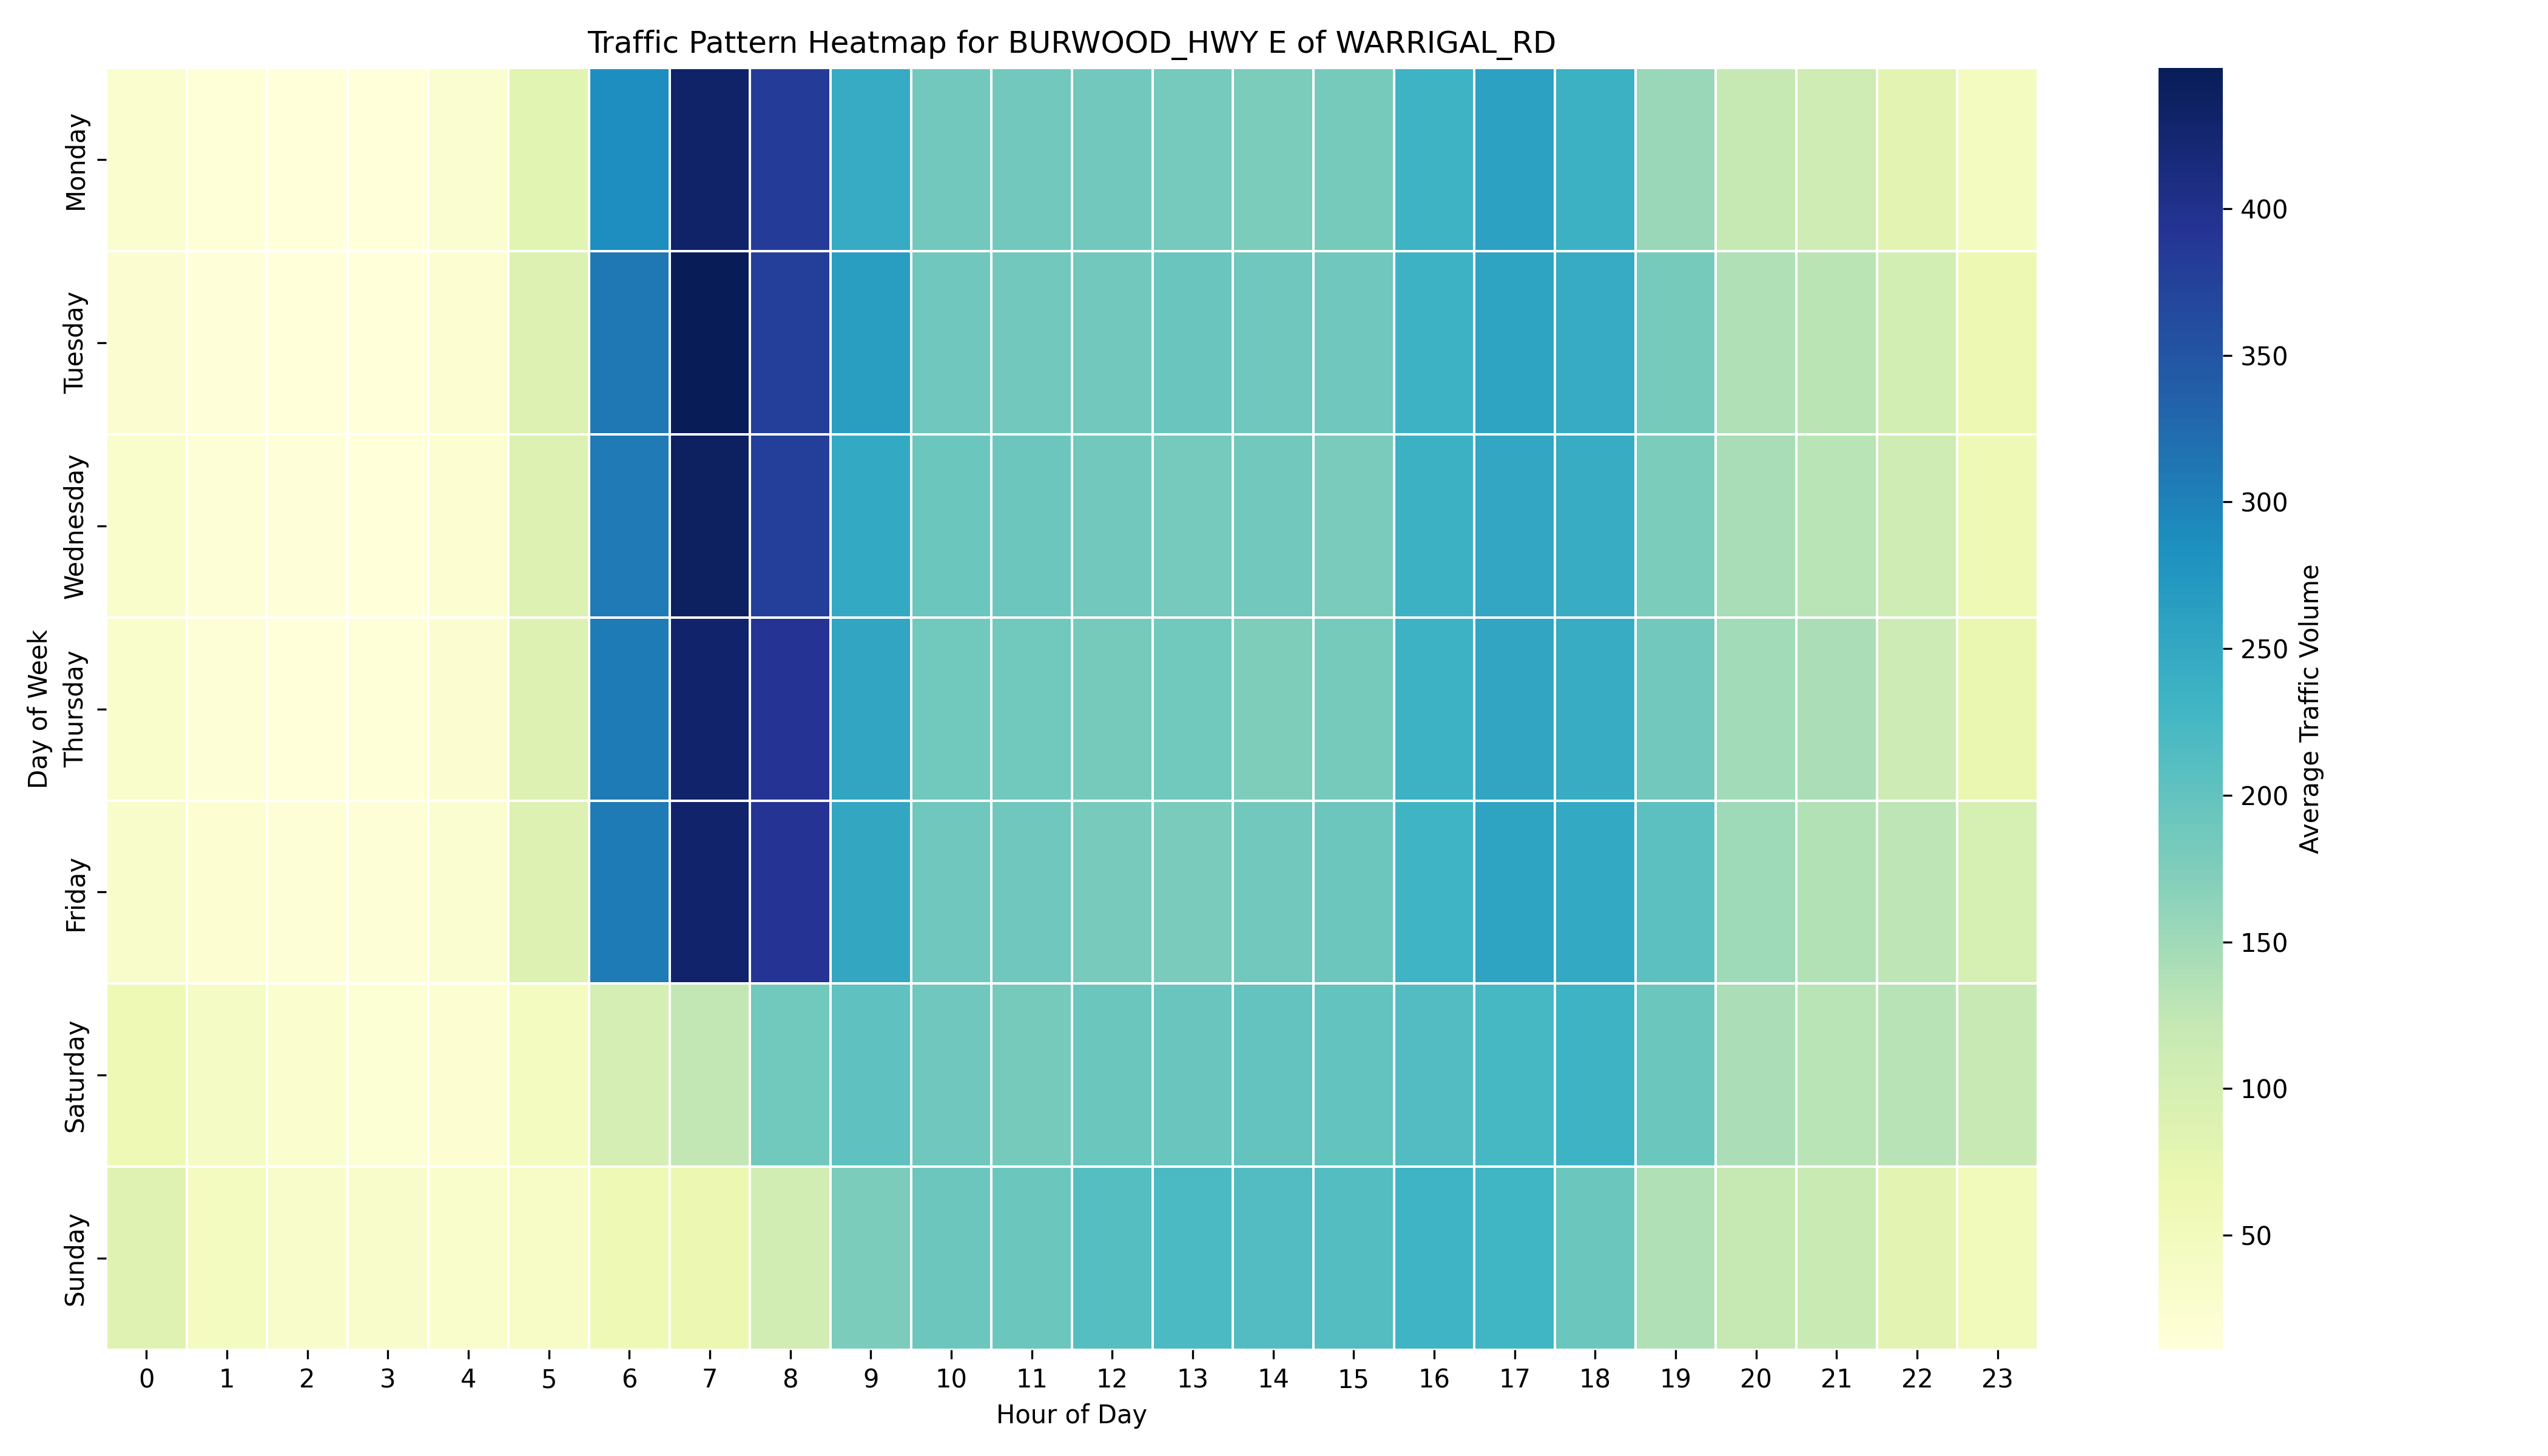 Traffic Pattern Heatmap for BURWOOD_HWY E of WARRIGAL_RD
Day of Week
Monday
Tuesday
Wednesday
Thursday
Friday
Saturday
Sunday
0 1 2 3 4 5 6 7 8 9 10 11 12 13 14 15 16 17 18 19 20 21 22 23
Hour of Day
400
350
300
250
200
150
100
50
Average Traffic Volume